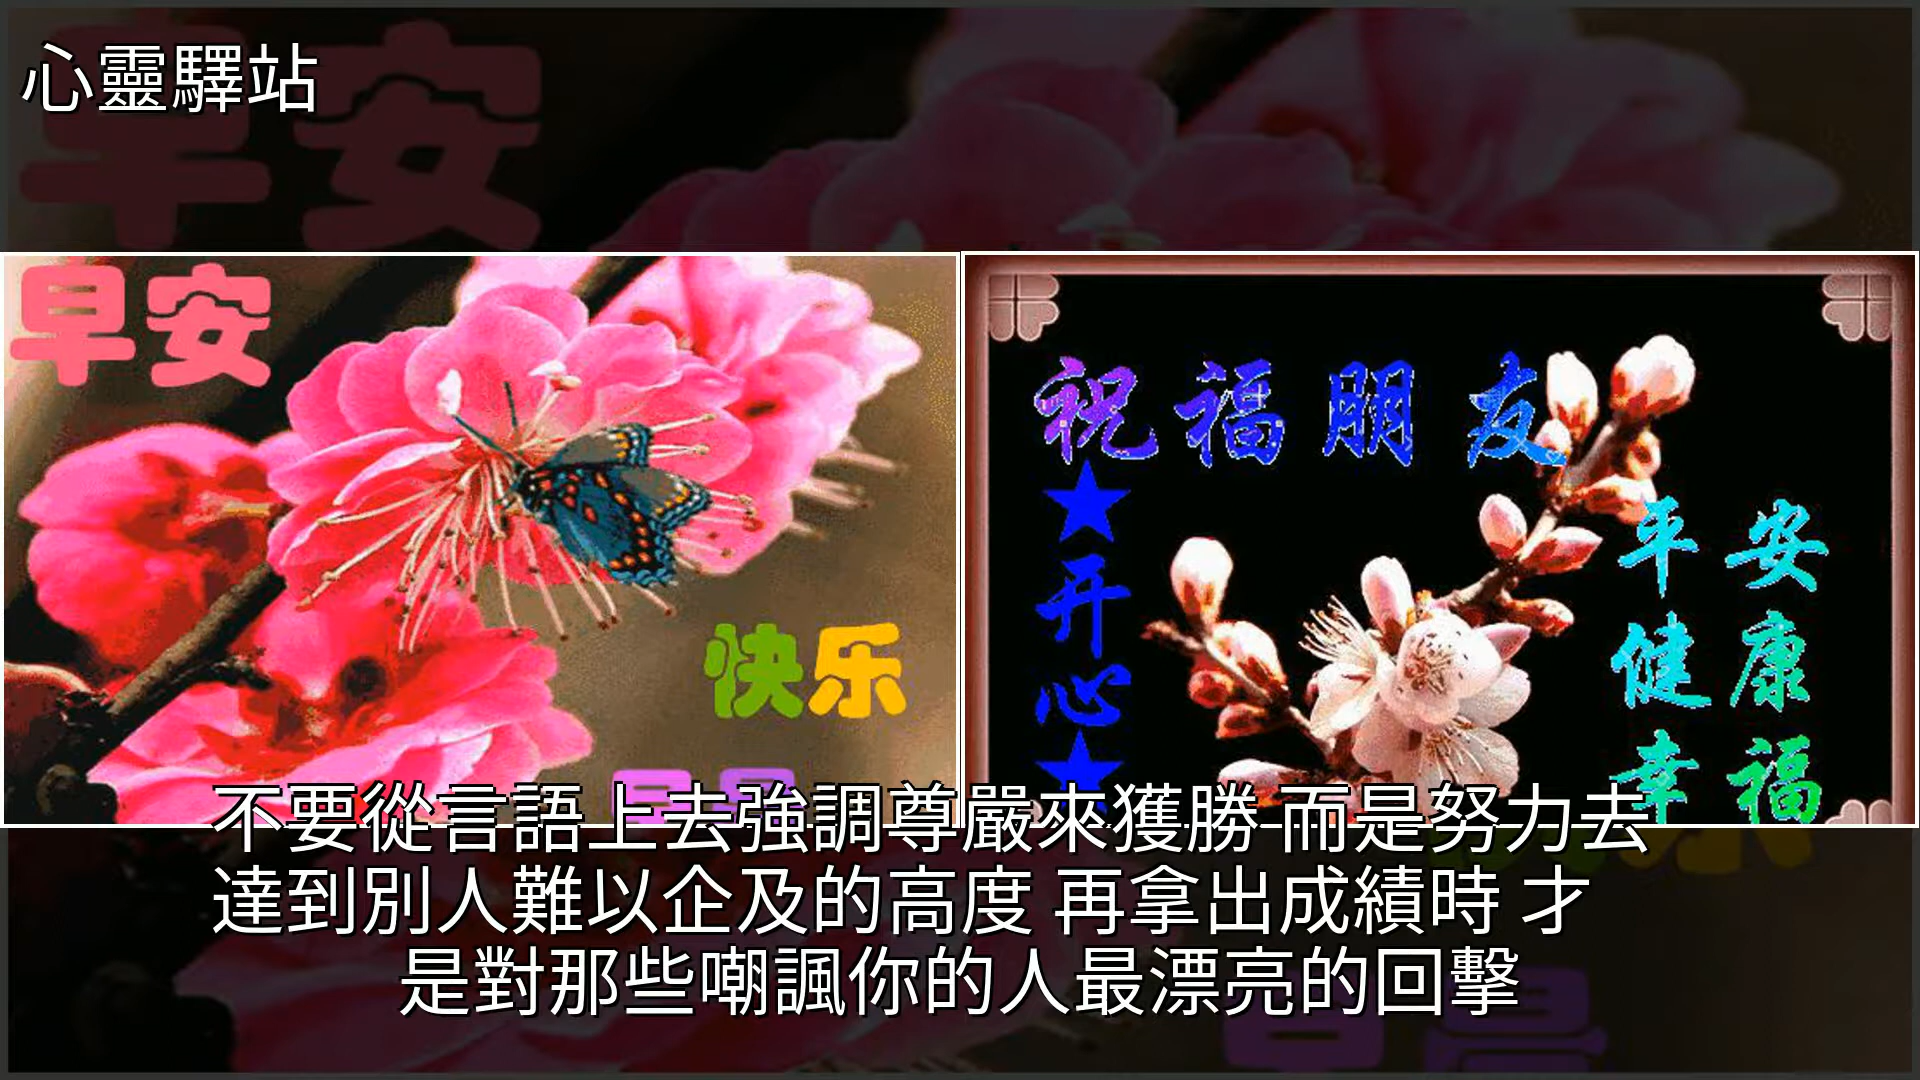 心靈驛站
早安
快乐
祝福朋友
★开心★
平安
健康
幸福
不要從言語上去強調尊嚴來獲勝 而是努力去
達到別人難以企及的高度 再拿出成績時 才
是對那些嘲諷你的人最漂亮的回擊